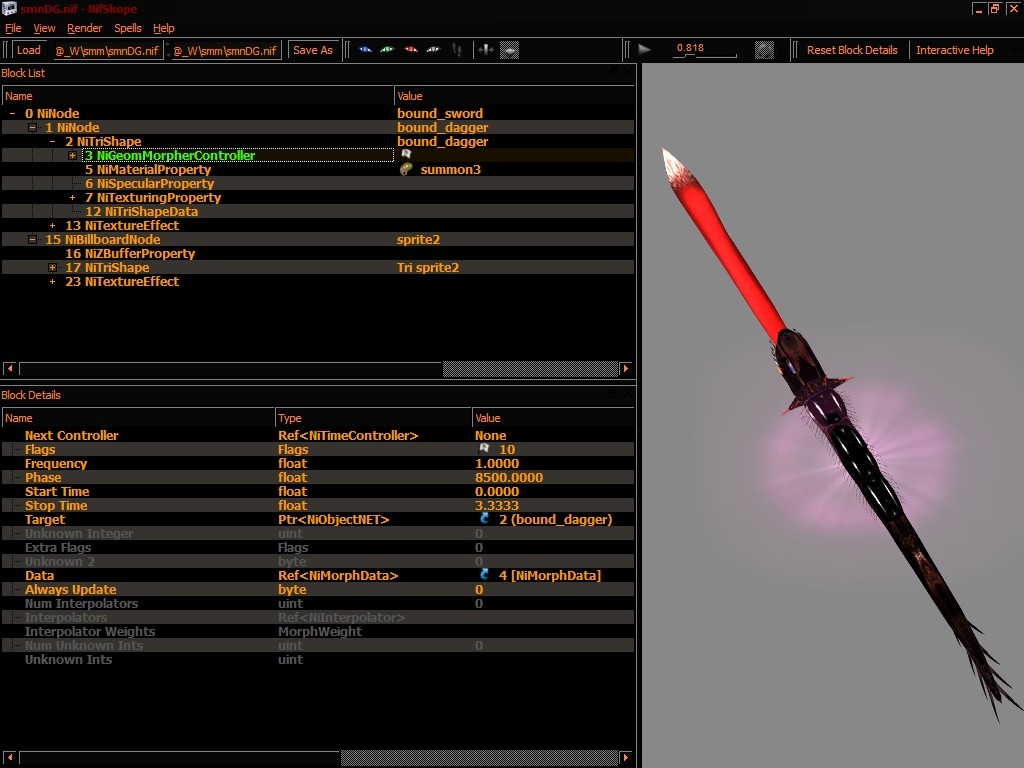 smnDG.nif - NifSkope
File View Render Spells Help
Load @_W\smm\smnDG.nif @_W\smm\smnDG.nif Save As 0.818 Reset Block Details Interactive Help
Block List
Name Value
0 NiNode bound_sword
1 NiNode bound_dagger
2 NiTriShape bound_dagger
3 NiGeomMorpherController
5 NiMaterialProperty summon3
6 NiSpecularProperty
7 NiTexturingProperty
12 NiTriShapeData
13 NiTextureEffect
15 NiBillboardNode sprite2
16 NiZBufferProperty
17 NiTriShape Tri sprite2
23 NiTextureEffect
Block Details
Name Type Value
Next Controller Ref<NiTimeController> None
Flags Flags 10
Frequency float 1.0000
Phase float 8500.0000
Start Time float 0.0000
Stop Time float 3.3333
Target Ptr<NiObjectNET> 2 (bound_dagger)
Unknown Integer uint 0
Extra Flags Flags 0
Unknown 2 byte 0
Data Ref<NiMorphData> 4 [NiMorphData]
Always Update byte 0
Num Interpolators uint 0
Interpolators Ref<NiInterpolator>
Interpolator Weights MorphWeight
Num Unknown Ints uint 0
Unknown Ints uint